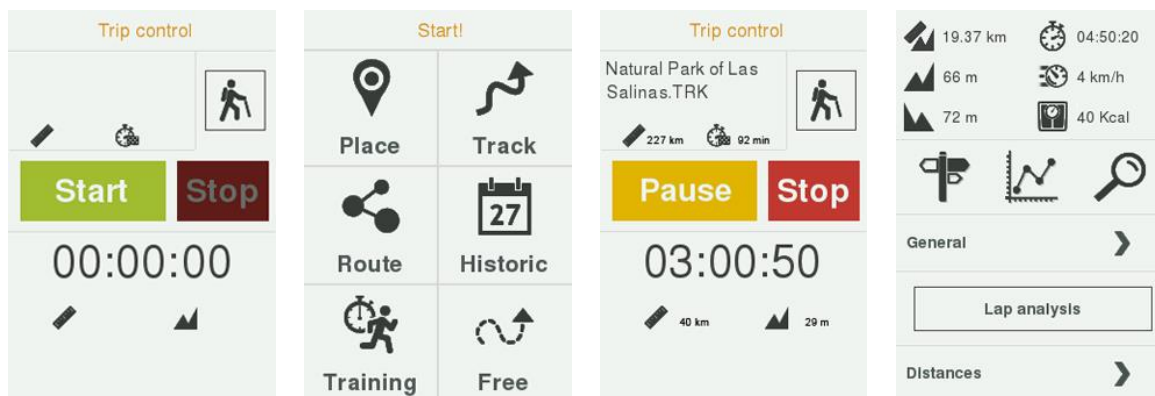 Trip control
Start
Stop
00:00:00
Start!
Place
Track
Route
27
Historic
Training
Free
Trip control
Natural Park of Las
Salinas.TRK
227 km
92 min
Pause
Stop
03:00:50
40 km
29 m
19.37 km
04:50:20
66 m
4 km/h
72 m
40 Kcal
General
Lap analysis
Distances